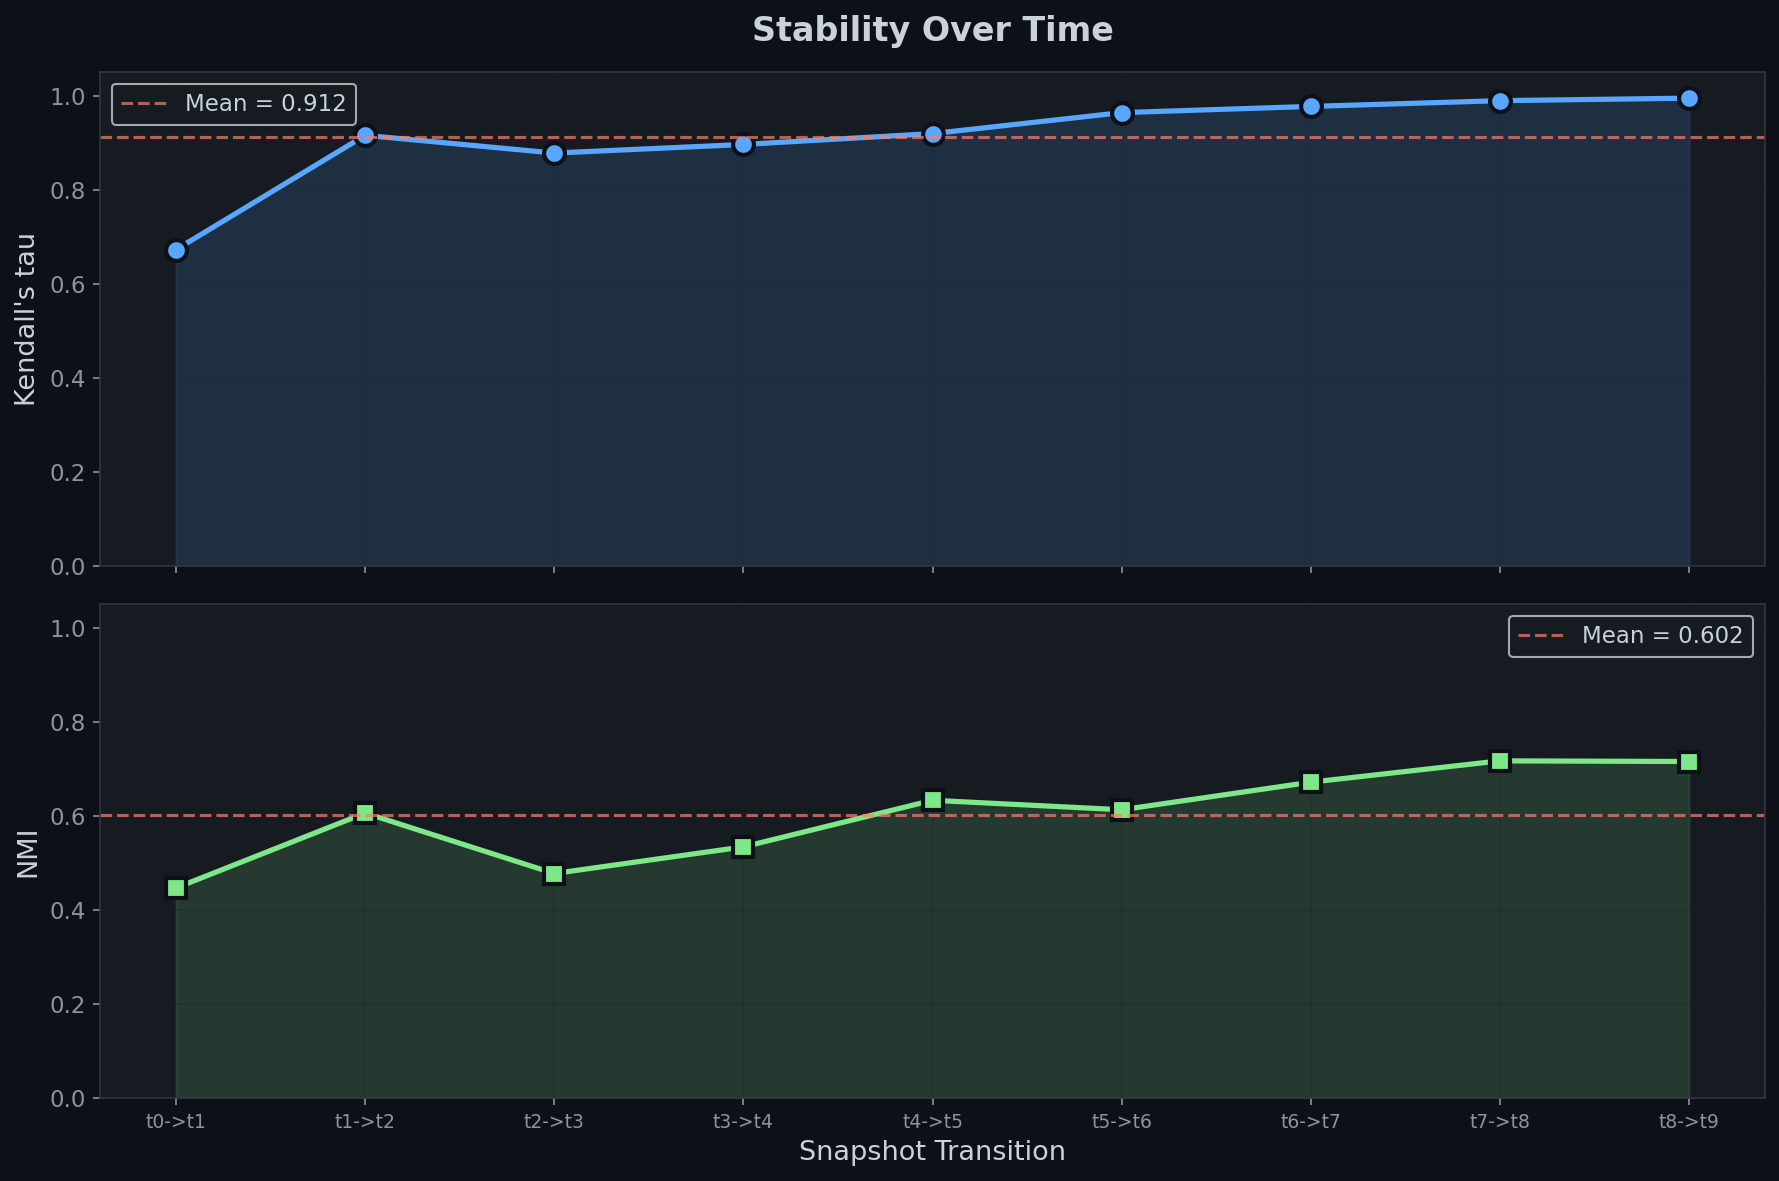 Stability Over Time
Mean = 0.912
1.0
0.8
0.6
0.4
0.2
0.0
Kendall's tau
Mean = 0.602
1.0
0.8
0.6
0.4
0.2
0.0
NMI
t0->t1 t1->t2 t2->t3 t3->t4 t4->t5 t5->t6 t6->t7 t7->t8 t8->t9
Snapshot Transition